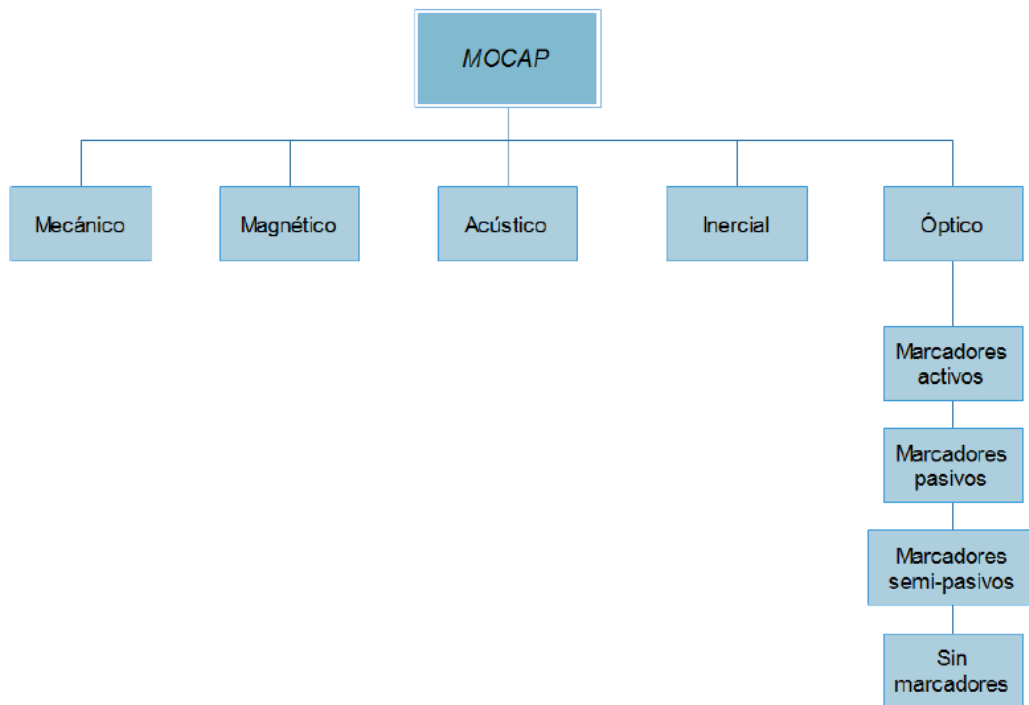 MOCAP
Mecánico
Magnético
Acústico
Inercial
Óptico
Marcadores
activos
Marcadores
pasivos
Marcadores
semi-pasivos
Sin
marcadores